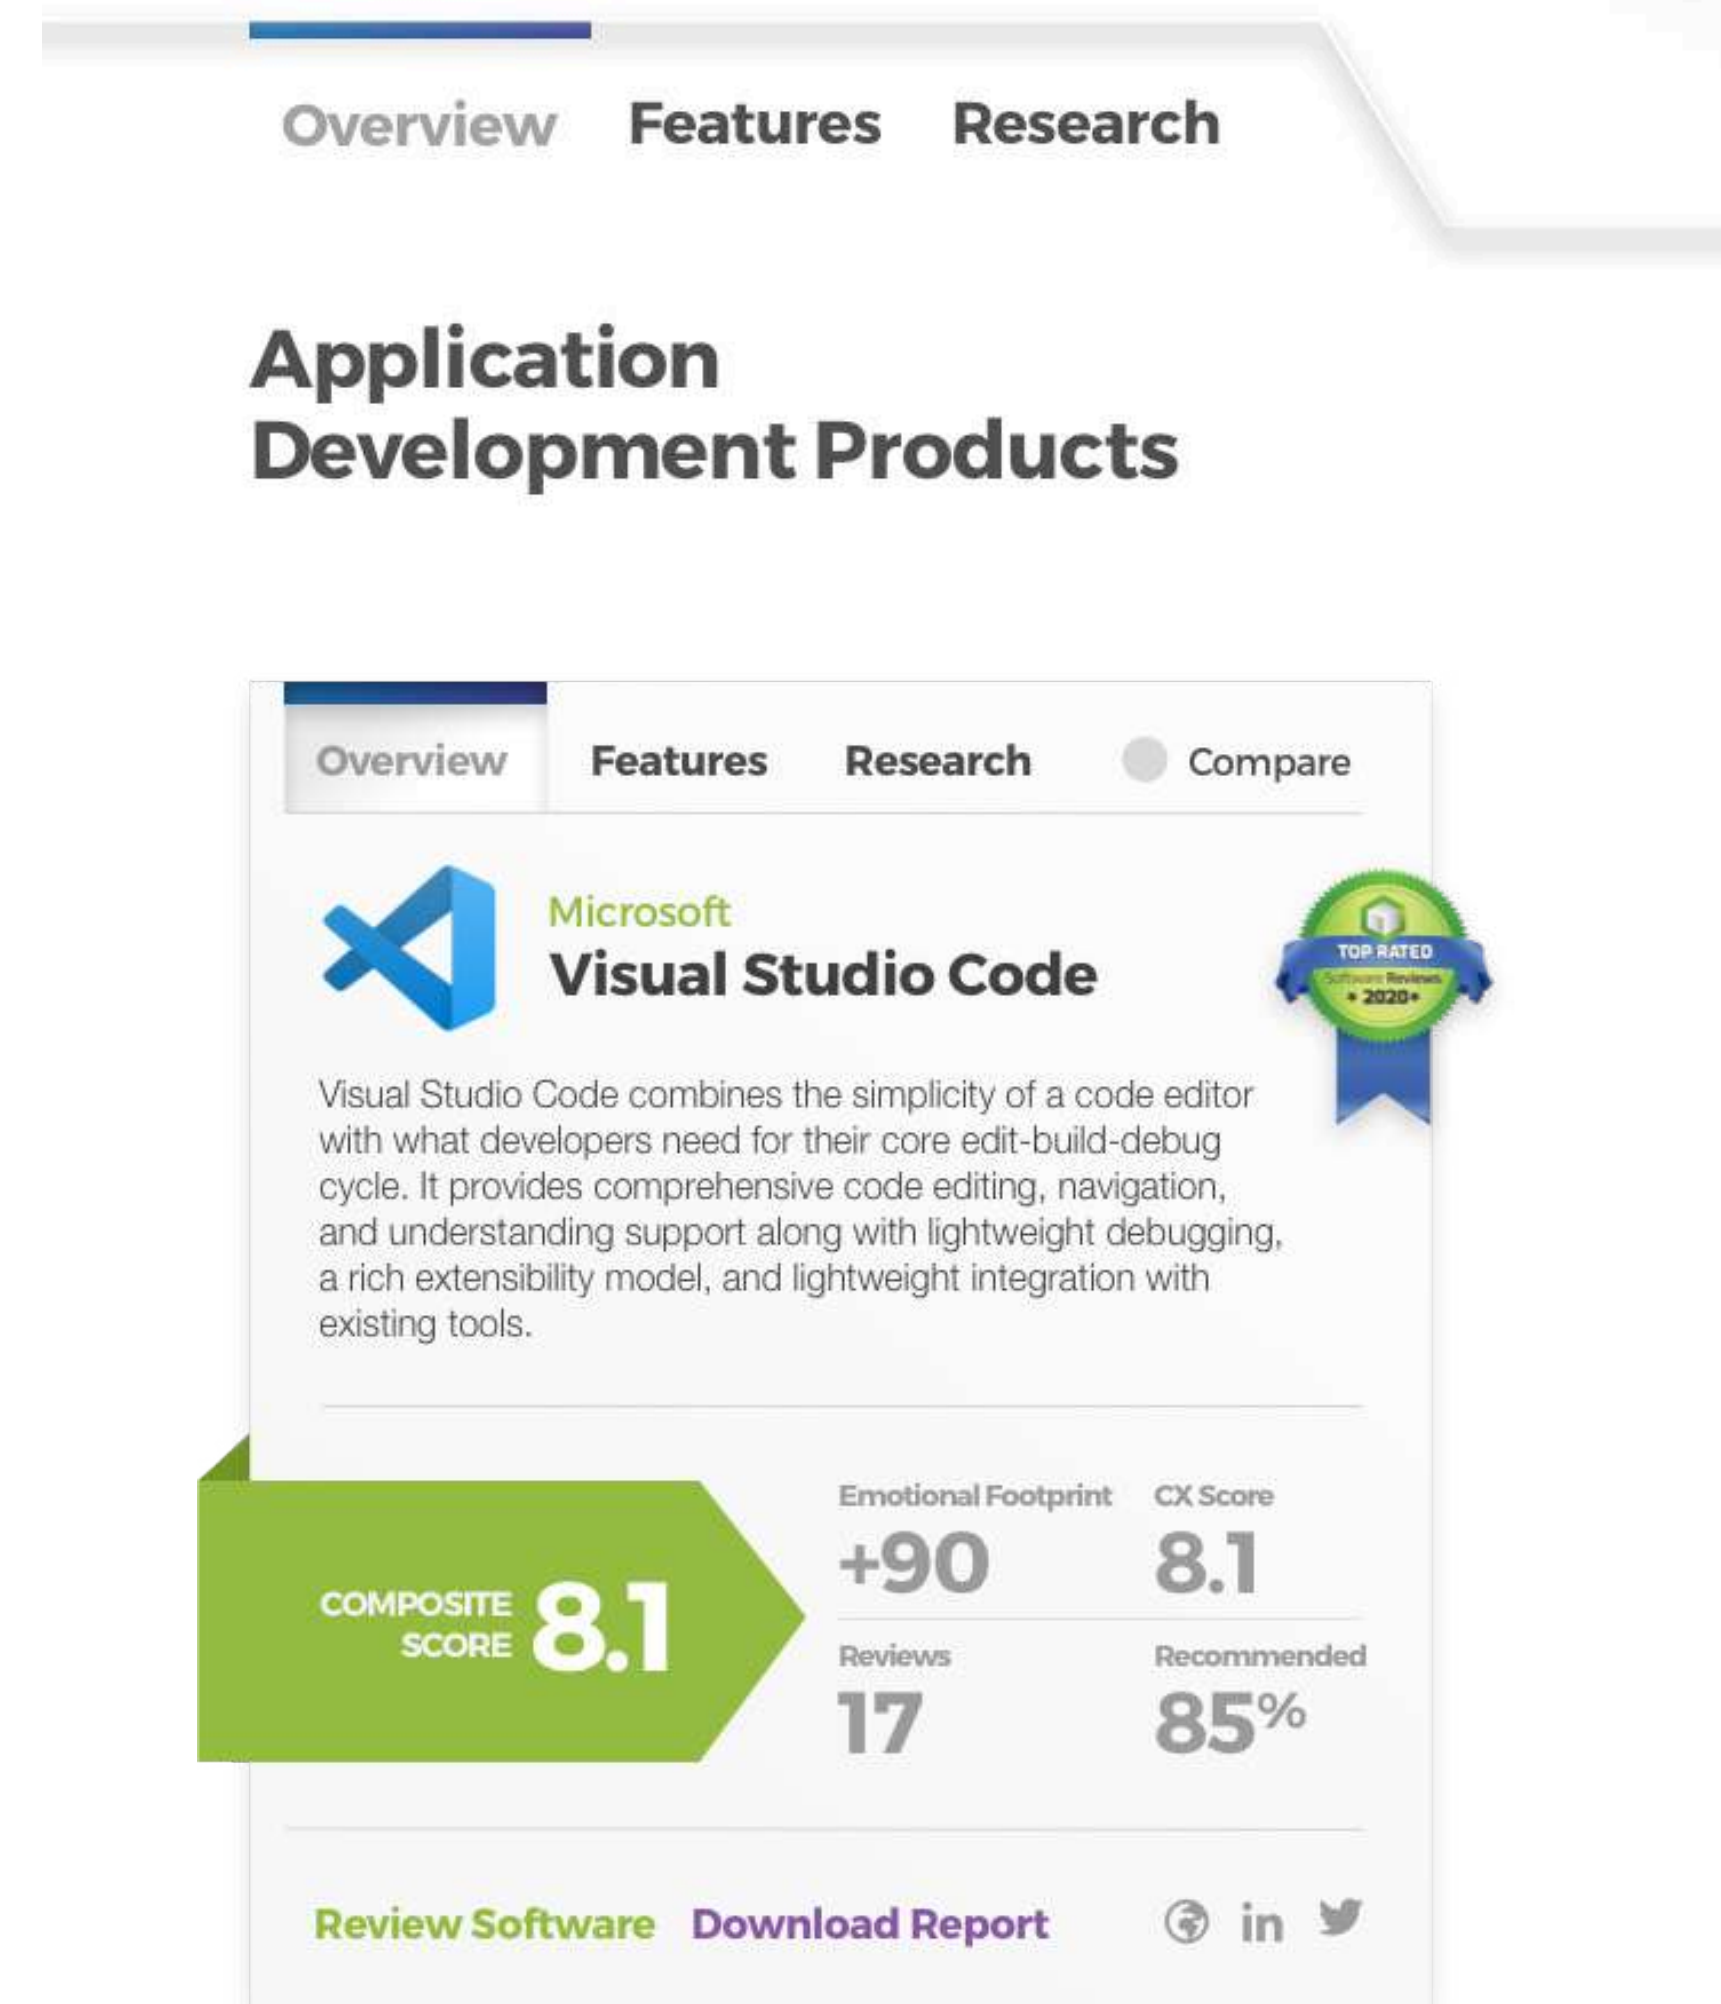 Overview Features Research
Application
Development Products
Overview Features Research Compare
Microsoft
Visual Studio Code
TOP RATED
Software Reviews
2020
Visual Studio Code combines the simplicity of a code editor
with what developers need for their core edit-build-debug
cycle. It provides comprehensive code editing, navigation,
and understanding support along with lightweight debugging,
a rich extensibility model, and lightweight integration with
existing tools.
COMPOSITE
SCORE 8.1
Emotional Footprint CX Score
+90 8.1
Reviews Recommended
17 85%
Review Software Download Report in